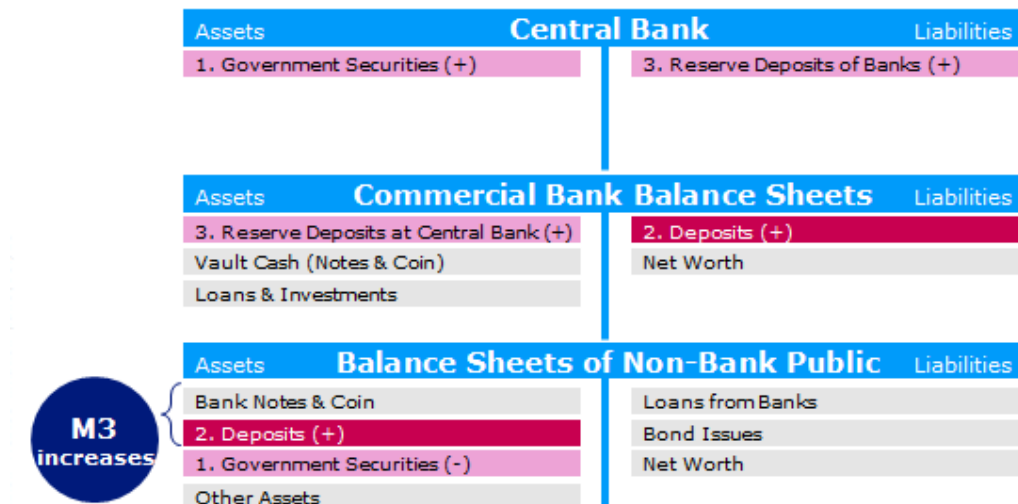 Assets Central Bank Liabilities
1. Government Securities (+) 3. Reserve Deposits of Banks (+)
Assets Commercial Bank Balance Sheets Liabilities
3. Reserve Deposits at Central Bank (+) 2. Deposits (+)
Vault Cash (Notes & Coin) Net Worth
Loans & Investments
Assets Balance Sheets of Non-Bank Public Liabilities
Bank Notes & Coin Loans from Banks
M3 2. Deposits (+) Bond Issues
increases 1. Government Securities (-) Net Worth
Other Assets